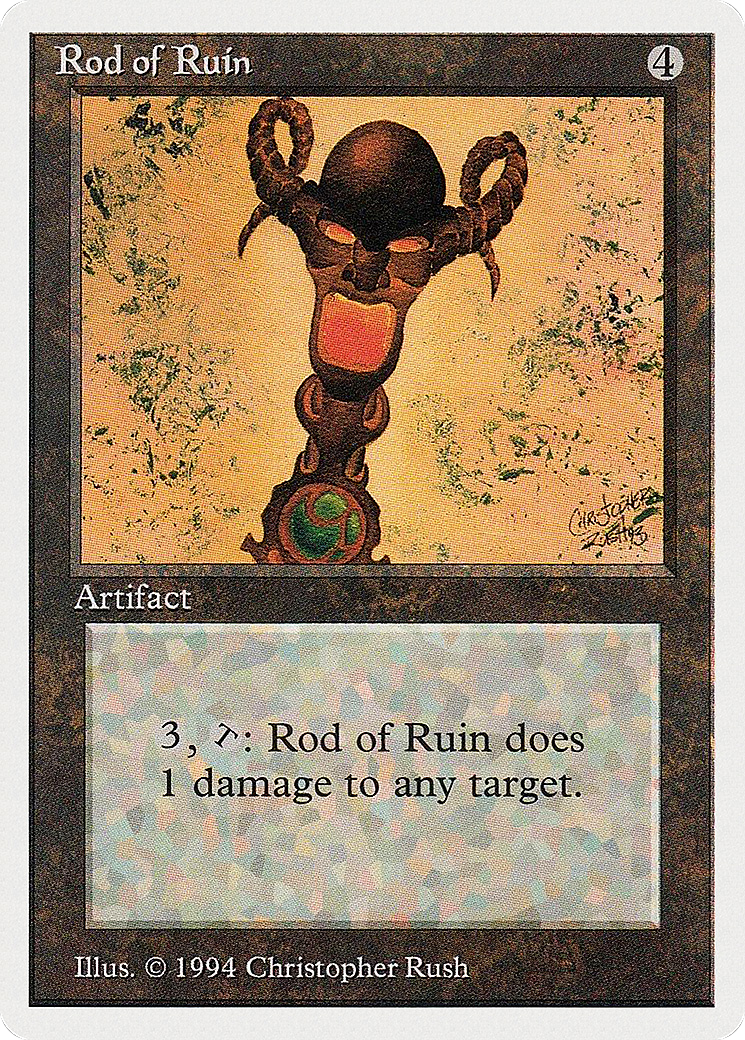 Rod of Ruin
4
Artifact
3, T: Rod of Ruin does
1 damage to any target.
Illus. © 1994 Christopher Rush